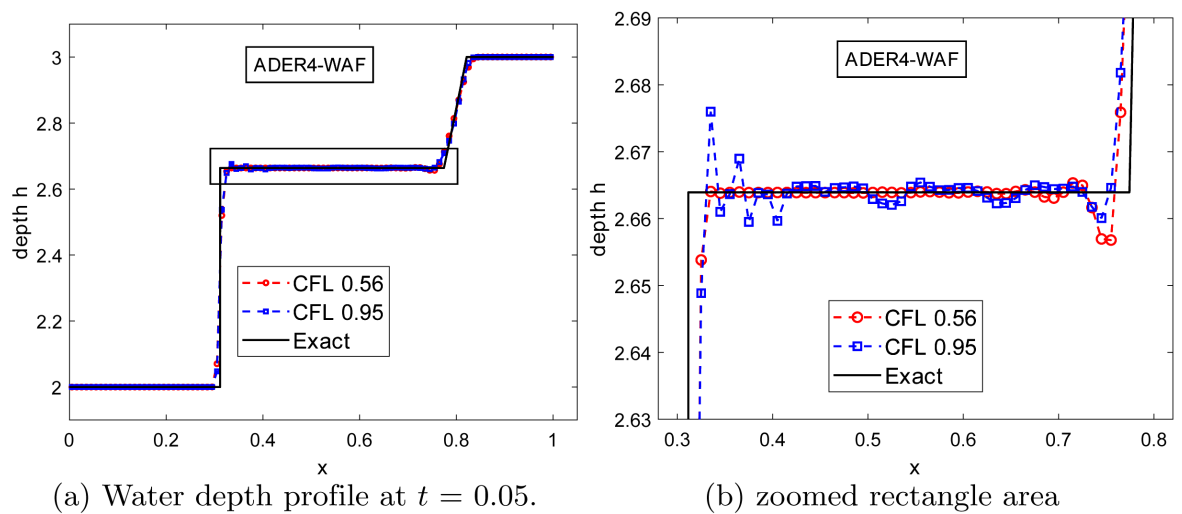 ADER4-WAF
3
2.8
2.6
2.4
2.2
2
depth h
CFL 0.56
CFL 0.95
Exact
0
0.2
0.4
0.6
0.8
1
x
(a) Water depth profile at t = 0.05.
2.69
2.68
2.67
2.66
2.65
2.64
2.63
depth h
ADER4-WAF
CFL 0.56
CFL 0.95
Exact
0.3
0.4
0.5
0.6
0.7
0.8
x
(b) zoomed rectangle area